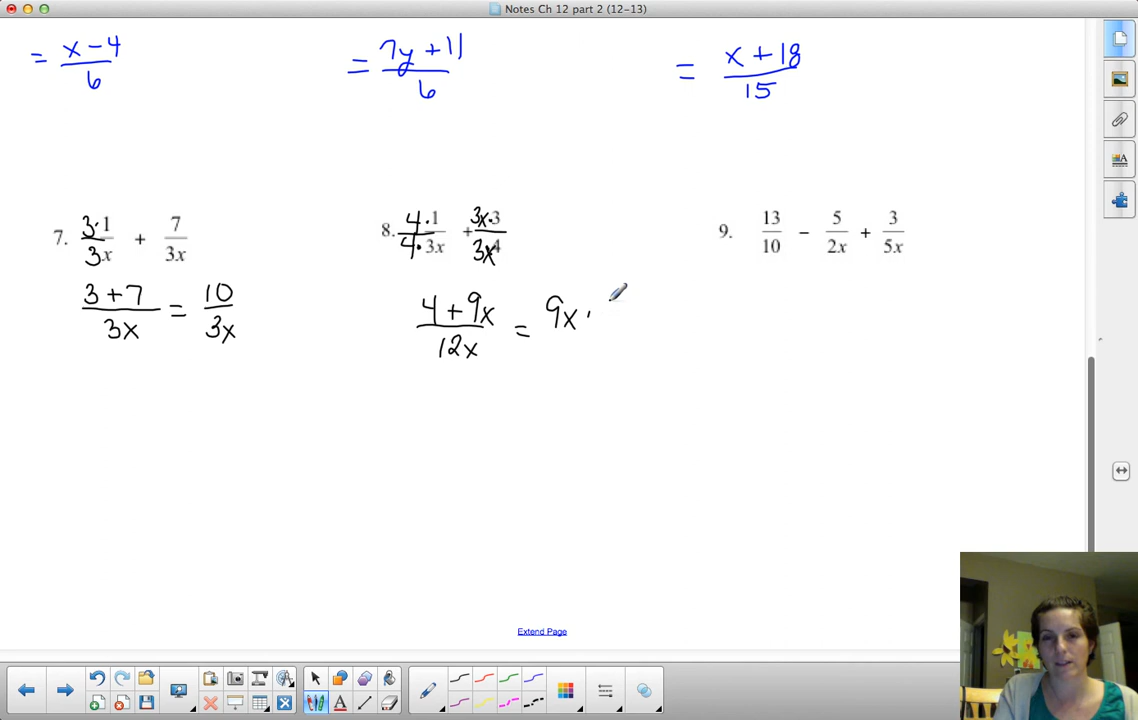 Notes Ch 12 part 2 (12–13)
= x – 4 / 6
= 7y + 11 / 6
= x + 18 / 15
7. 3 · 1 / 3x + 7 / 3x
3 + 7 / 3x = 10 / 3x
8. 4 · 1 / 4 · 3x + 3x · 3 / 3x 4
4 + 9x / 12x = 9x
9. 13 / 10 – 5 / 2x + 3 / 5x
Extend Page